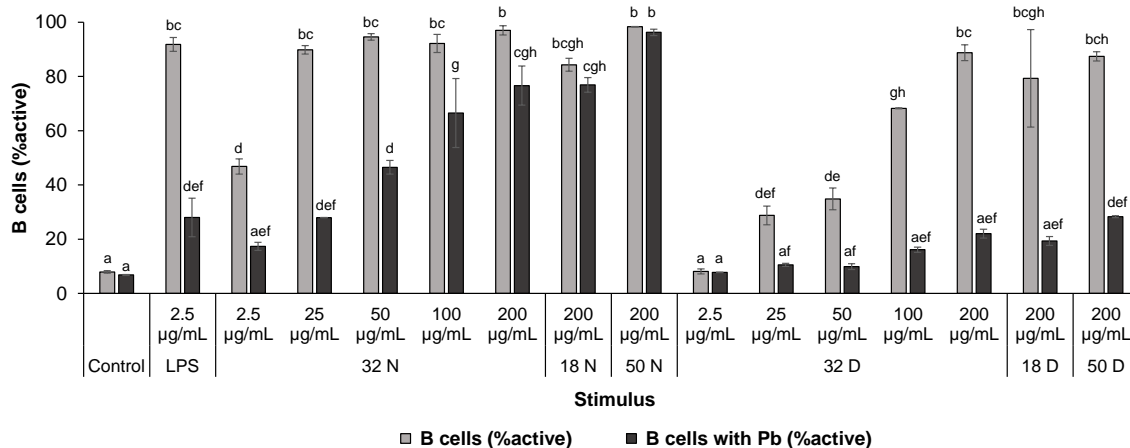 B cells (%active)
100
80
60
40
20
0
a a
bc def
d aef
bc def
bc d
bc g
b cgh
bcgh cgh
b b
a a
def af
de af
gh aef
bc aef
bcgh aef
bch def
2.5 2.5 25 50 100 200 200 200 2.5 25 50 100 200 200 200
µg/mL µg/mL µg/mL µg/mL µg/mL µg/mL µg/mL µg/mL µg/mL µg/mL µg/mL µg/mL µg/mL µg/mL µg/mL
Control LPS 32 N 18 N 50 N 32 D 18 D 50 D
Stimulus
B cells (%active) B cells with Pb (%active)